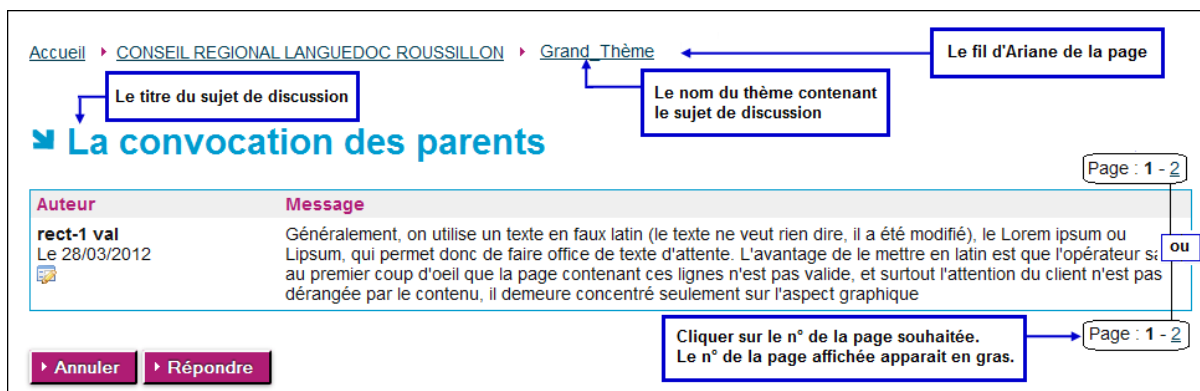 Accueil CONSEIL REGIONAL LANGUEDOC ROUSSILLON Grand_Thème
Le fil d'Ariane de la page
Le titre du sujet de discussion
Le nom du thème contenant
le sujet de discussion
La convocation des parents
Page : 1 - 2
Auteur Message
rect-1 val
Le 28/03/2012
Généralement, on utilise un texte en faux latin (le texte ne veut rien dire, il a été modifié), le Lorem ipsum ou
Lipsum, qui permet donc de faire office de texte d'attente. L'avantage de le mettre en latin est que l'opérateur
au premier coup d'oeil que la page contenant ces lignes n'est pas valide, et surtout l'attention du client n'est pas
dérangée par le contenu, il demeure concentré seulement sur l'aspect graphique
ou
Cliquer sur le n° de la page souhaitée.
Le n° de la page affichée apparait en gras.
Page : 1 - 2
Annuler Répondre